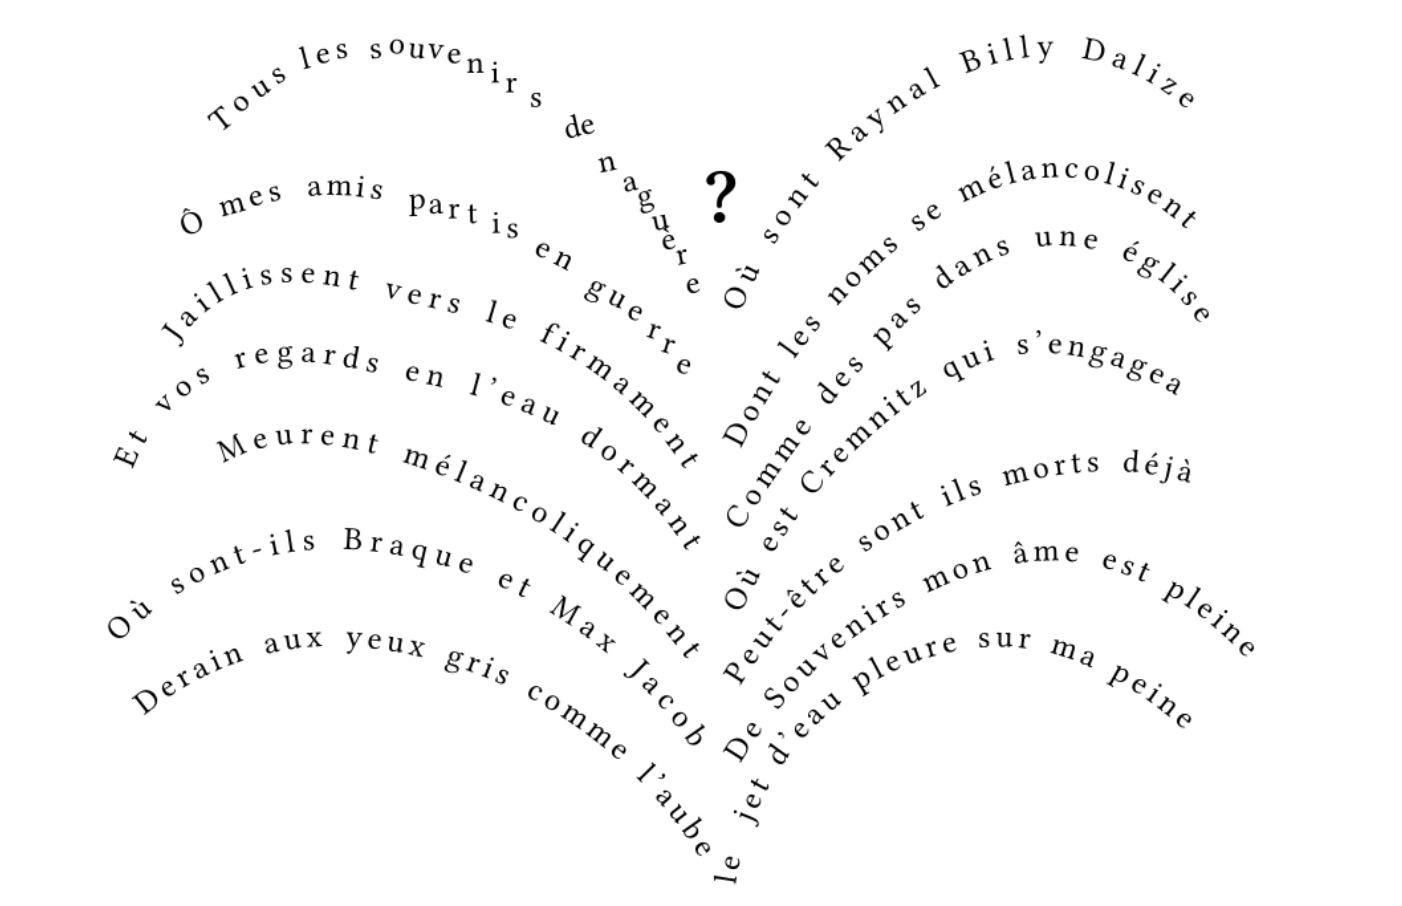 Tous les souvenirs de naguere
Ô mes amis partis en guerre
Jaillissent vers le firmament
Et vos regards en l'eau dormant
Meurent mélancoliquement
Où sont-ils Braque et Max Jacob
Derain aux yeux gris comme l'aube
?
Où sont Raynal Billy Dalize
Dont les noms se mélancolisent
Comme des pas dans une église
Où est Cremnitz qui s'engagea
Peut-être sont ils morts déjà
De Souvenirs mon âme est pleine
le jet d'eau pleure sur ma peine